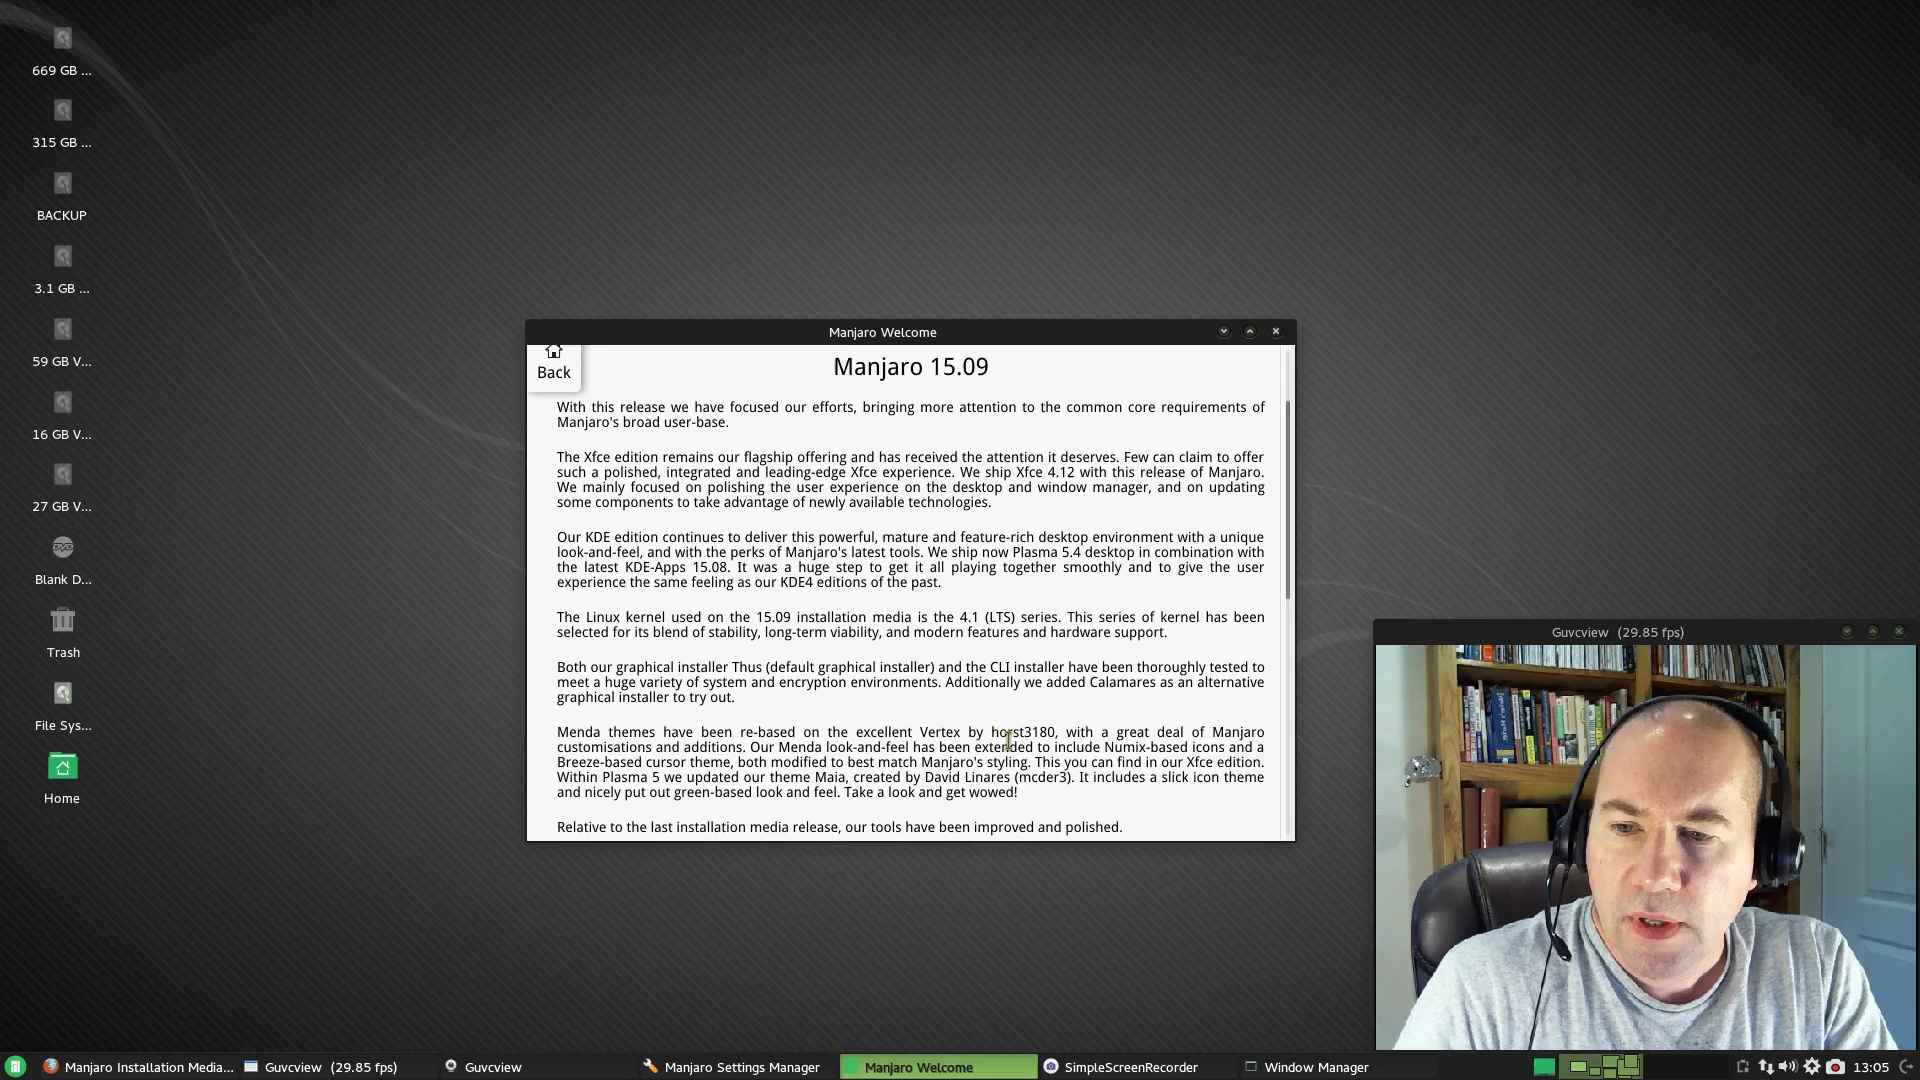 669 GB ...
315 GB ...
BACKUP
3.1 GB ...
59 GB V...
16 GB V...
27 GB V...
DVD
Blank D...
Trash
File Sys...
Home
Manjaro Welcome
Back
Manjaro 15.09
With this release we have focused our efforts, bringing more attention to the common core requirements of
Manjaro's broad user-base.
The Xfce edition remains our flagship offering and has received the attention it deserves. Few can claim to offer
such a polished, integrated and leading-edge Xfce experience. We ship Xfce 4.12 with this release of Manjaro.
We mainly focused on polishing the user experience on the desktop and window manager, and on updating
some components to take advantage of newly available technologies.
Our KDE edition continues to deliver this powerful, mature and feature-rich desktop environment with a unique
look-and-feel, and with the perks of Manjaro's latest tools. We ship now Plasma 5.4 desktop in combination with
the latest KDE-Apps 15.08. It was a huge step to get it all playing together smoothly and to give the user
experience the same feeling as our KDE4 editions of the past.
The Linux kernel used on the 15.09 installation media is the 4.1 (LTS) series. This series of kernel has been
selected for its blend of stability, long-term viability, and modern features and hardware support.
Both our graphical installer Thus (default graphical installer) and the CLI installer have been thoroughly tested to
meet a huge variety of system and encryption environments. Additionally we added Calamares as an alternative
graphical installer to try out.
Menda themes have been re-based on the excellent Vertex by horst3180, with a great deal of Manjaro
customisations and additions. Our Menda look-and-feel has been extended to include Numix-based icons and a
Breeze-based cursor theme, both modified to best match Manjaro's styling. This you can find in our Xfce edition.
Within Plasma 5 we updated our theme Maia, created by David Linares (mcder3). It includes a slick icon theme
and nicely put out green-based look and feel. Take a look and get wowed!
Relative to the last installation media release, our tools have been improved and polished.
Guvcview (29.85 fps)
Manjaro Installation Media...
Guvcview (29.85 fps)
Guvcview
Manjaro Settings Manager
Manjaro Welcome
SimpleScreenRecorder
Window Manager
13:05